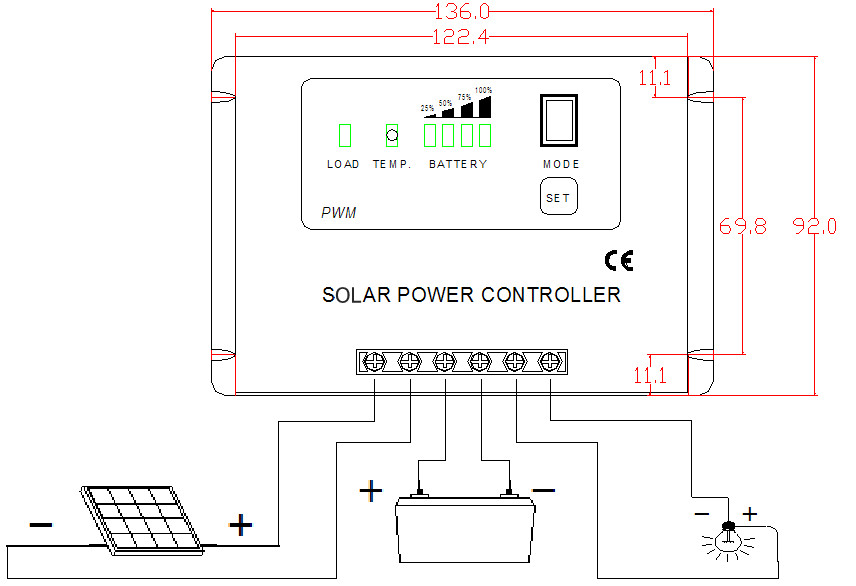 136.0
122.4
11.1
25% 50% 75% 100%
LOAD TEMP. BATTERY MODE
SET
PWM
69.8 92.0
CE
SOLAR POWER CONTROLLER
11.1
+ −
− +
− +